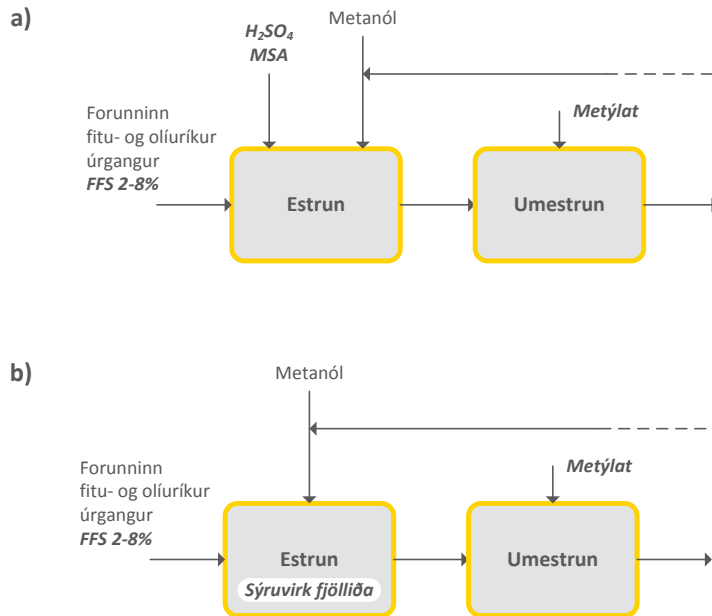 a)
H₂SO₄
MSA
Metanól
Forunninn
fitu- og olíuríkur
úrgangur
FFS 2-8%
Metýlat
Estrun
Umestrun
b)
Metanól
Forunninn
fitu- og olíuríkur
úrgangur
FFS 2-8%
Metýlat
Estrun
Sýruvirk fjölliða
Umestrun